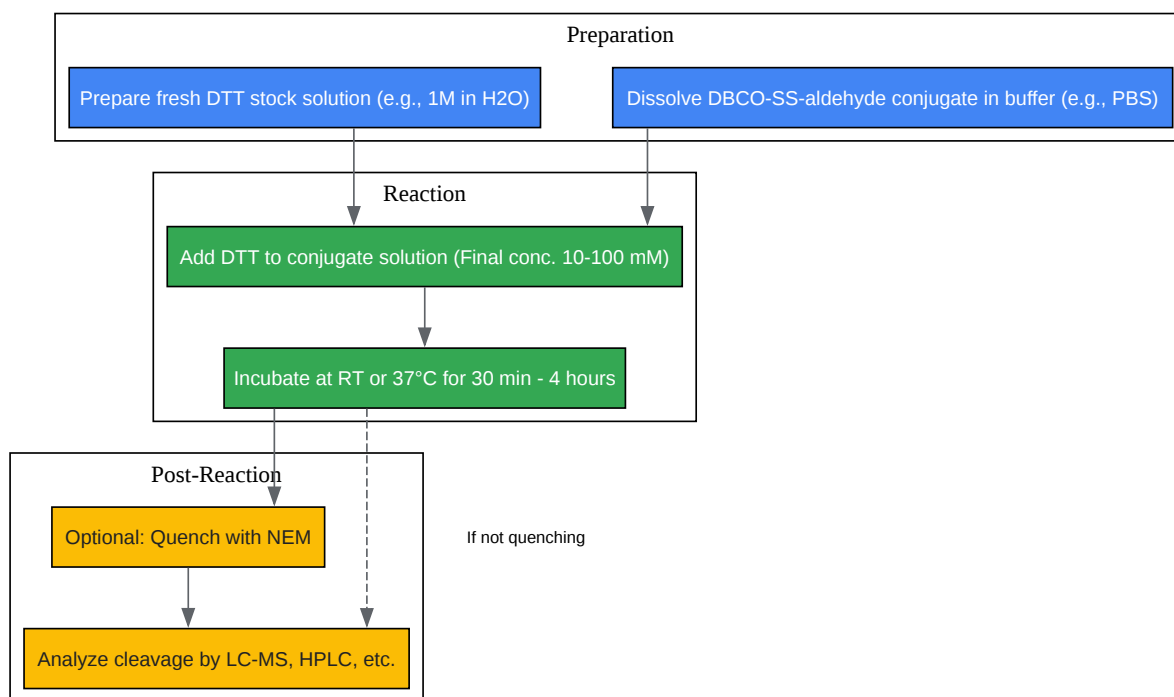 Preparation
Prepare fresh DTT stock solution (e.g., 1M in H2O)
Dissolve DBCO-SS-aldehyde conjugate in buffer (e.g., PBS)
Reaction
Add DTT to conjugate solution (Final conc. 10-100 mM)
Incubate at RT or 37°C for 30 min - 4 hours
Post-Reaction
Optional: Quench with NEM
If not quenching
Analyze cleavage by LC-MS, HPLC, etc.